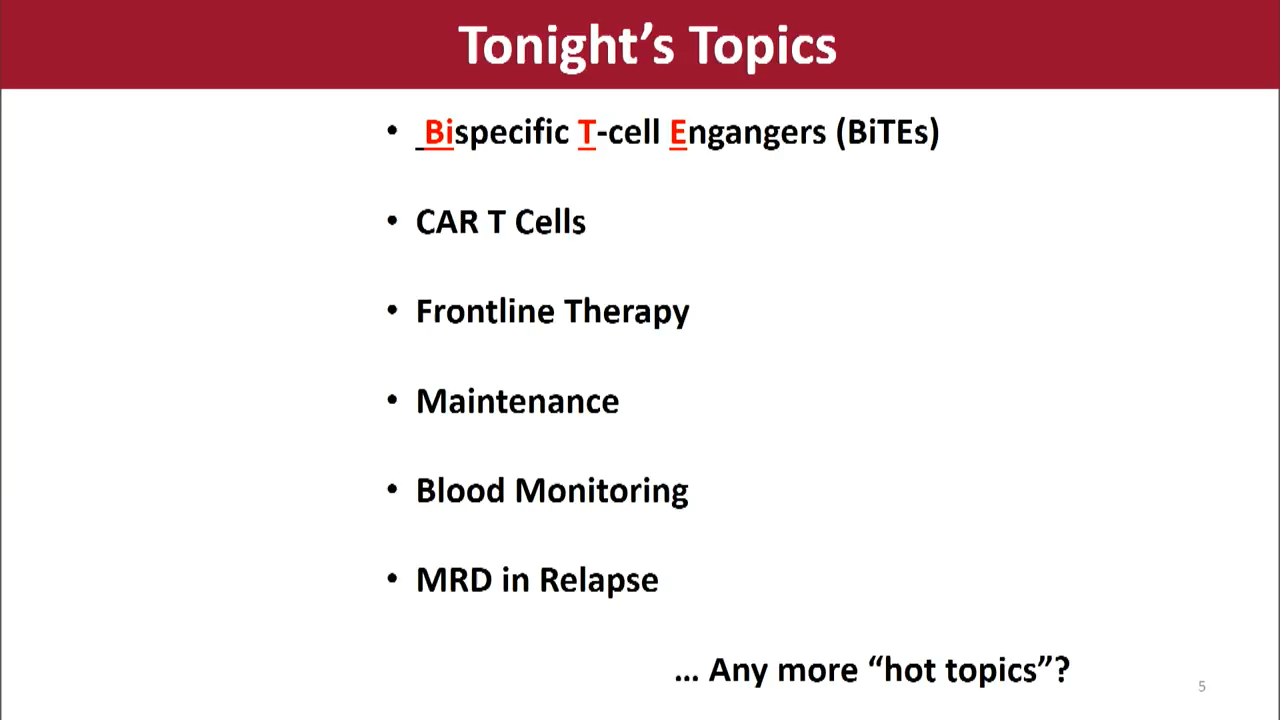 Tonight’s Topics
• Bispecific T-cell Engangers (BiTEs)
• CAR T Cells
• Frontline Therapy
• Maintenance
• Blood Monitoring
• MRD in Relapse
... Any more “hot topics”?
5